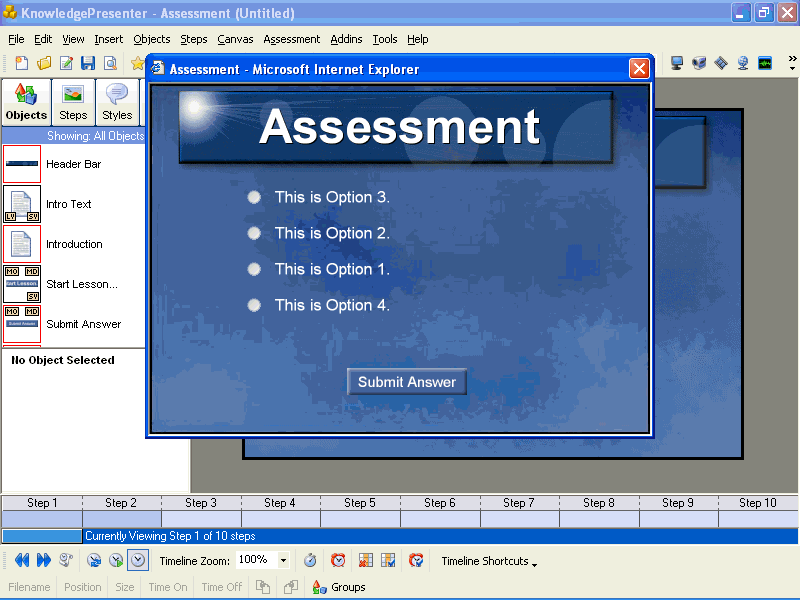 KnowledgePresenter - Assessment (Untitled)
File Edit View Insert Objects Steps Canvas Assessment Addins Tools Help
Assessment - Microsoft Internet Explorer
Objects Steps Styles
Showing: All Objects
Header Bar
LV SV
Intro Text
Introduction
MO MD
Start Lesson
SV
Start Lesson...
MO MD
Submit Answer
Submit Answer
No Object Selected
Assessment
This is Option 3.
This is Option 2.
This is Option 1.
This is Option 4.
Submit Answer
Step 1 Step 2 Step 3 Step 4 Step 5 Step 6 Step 7 Step 8 Step 9 Step 10
Currently Viewing Step 1 of 10 steps
Timeline Zoom: 100% Timeline Shortcuts
Filename Position Size Time On Time Off Groups